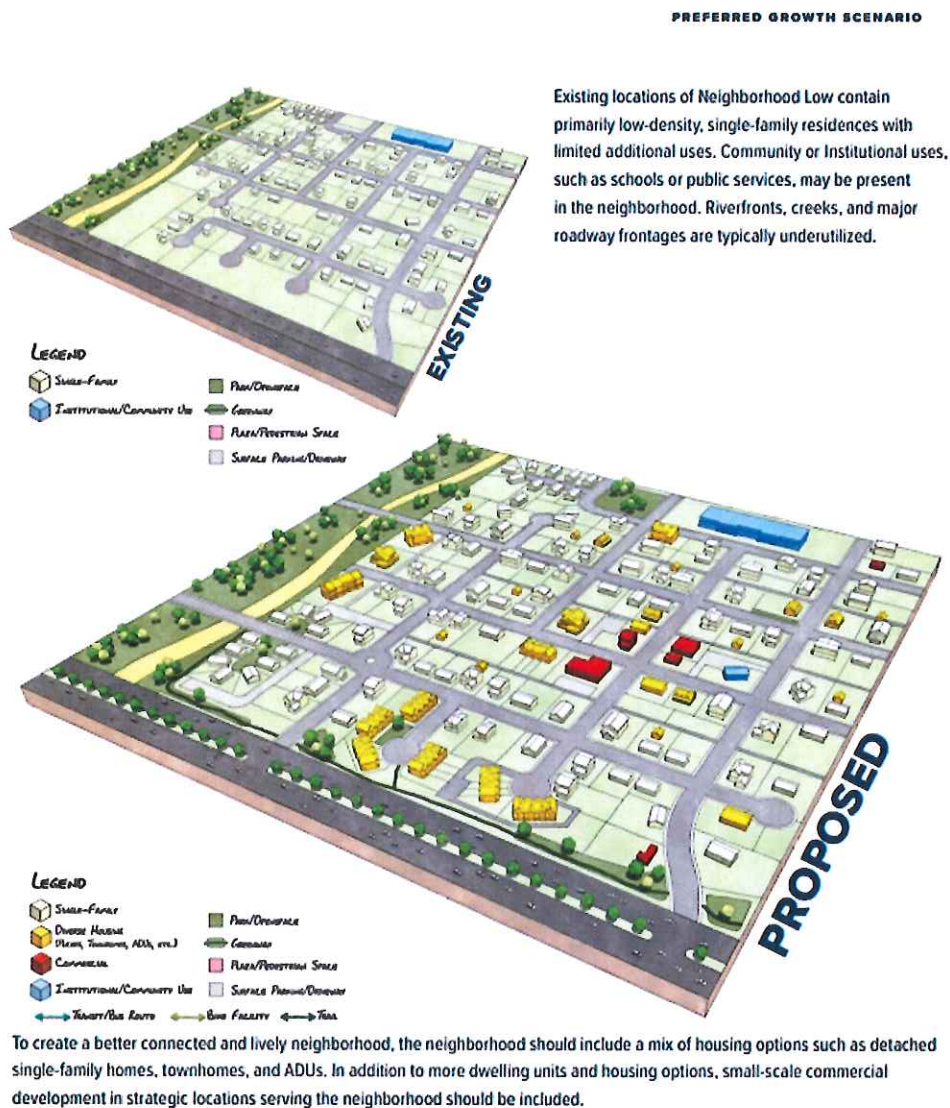 PREFERRED GROWTH SCENARIO
Existing locations of Neighborhood Low contain
primarily low-density, single-family residences with
limited additional uses. Community or Institutional uses,
such as schools or public services, may be present
in the neighborhood. Riverfronts, creeks, and major
roadway frontages are typically underutilized.
EXISTING
LEGEND
SINGLE-FAMILY
INSTITUTIONAL/COMMUNITY USE
PARK/OPENSPACE
GREENWAY
PLAZA/PEDESTRIAN SPACE
SURFACE PARKING/DRIVEWAY
PROPOSED
LEGEND
SINGLE-FAMILY
DIVERSE HOUSING
(PLEXES, TOWNHOMES, ADUs, ETC.)
COMMERCIAL
INSTITUTIONAL/COMMUNITY USE
PARK/OPENSPACE
GREENWAY
PLAZA/PEDESTRIAN SPACE
SURFACE PARKING/DRIVEWAY
TRANSIT/BUS ROUTE
BIKE FACILITY
TRAIL
To create a better connected and lively neighborhood, the neighborhood should include a mix of housing options such as detached
single-family homes, townhomes, and ADUs. In addition to more dwelling units and housing options, small-scale commercial
development in strategic locations serving the neighborhood should be included.